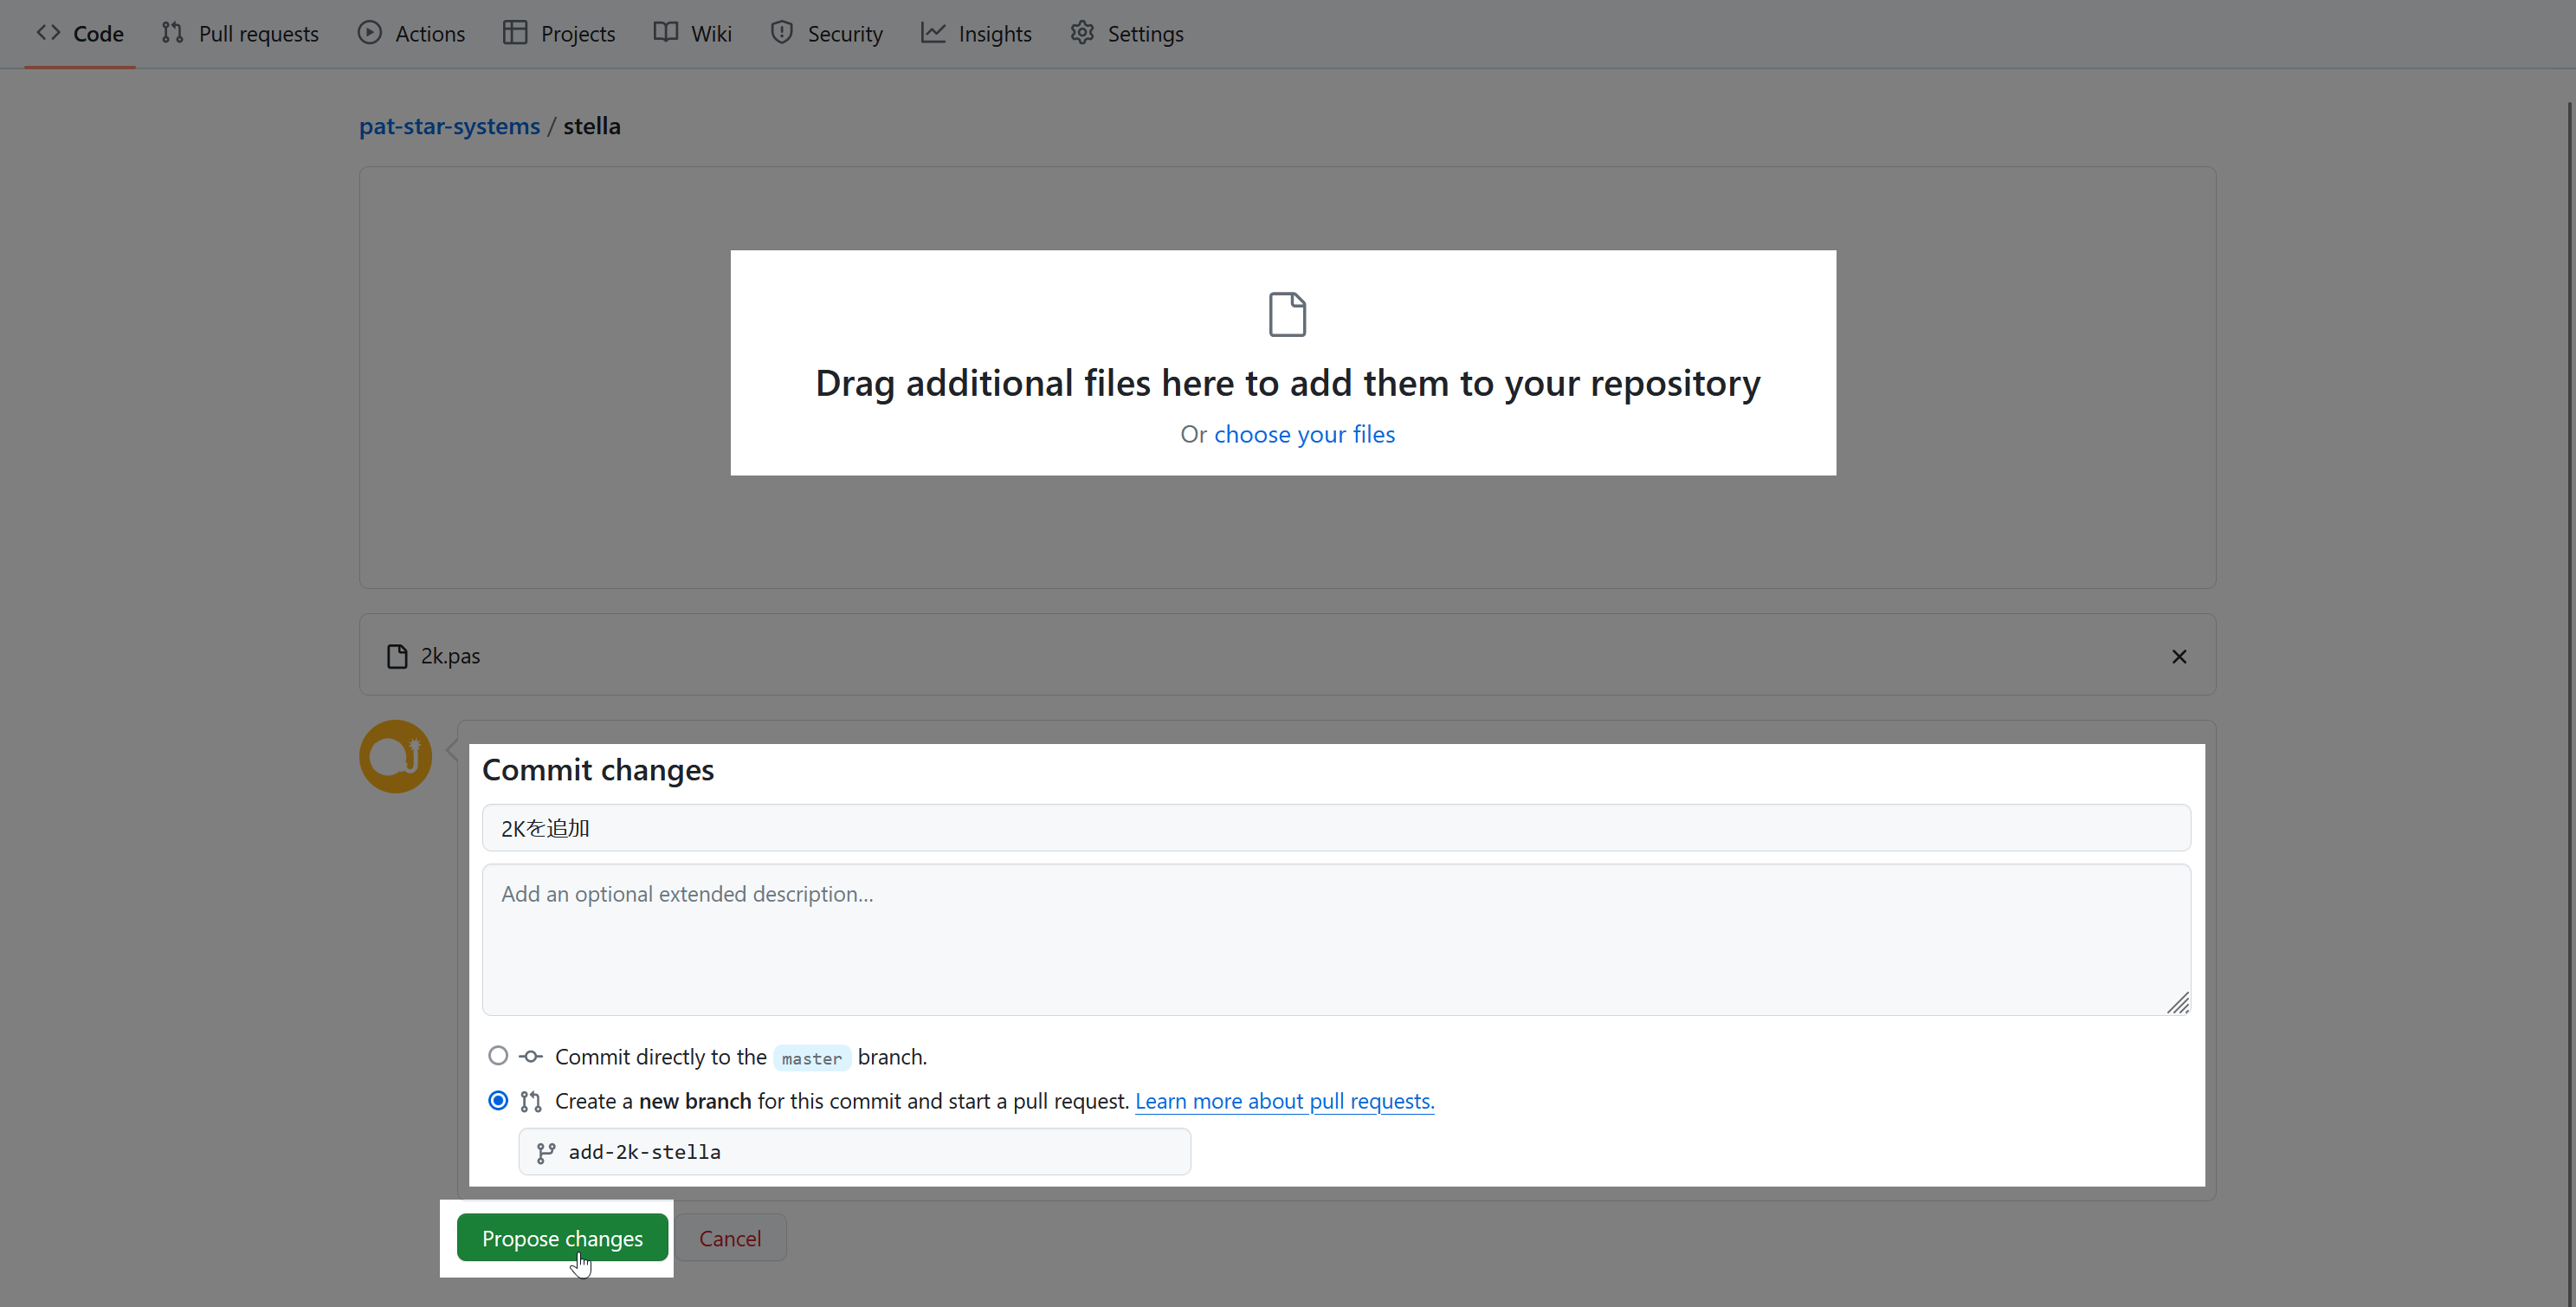 Code Pull requests Actions Projects Wiki Security Insights Settings
pat-star-systems / stella
Drag additional files here to add them to your repository
Or choose your files
2k.pas
Commit changes
2Kを追加
Add an optional extended description...
Commit directly to the master branch.
Create a new branch for this commit and start a pull request. Learn more about pull requests.
add-2k-stella
Propose changes Cancel